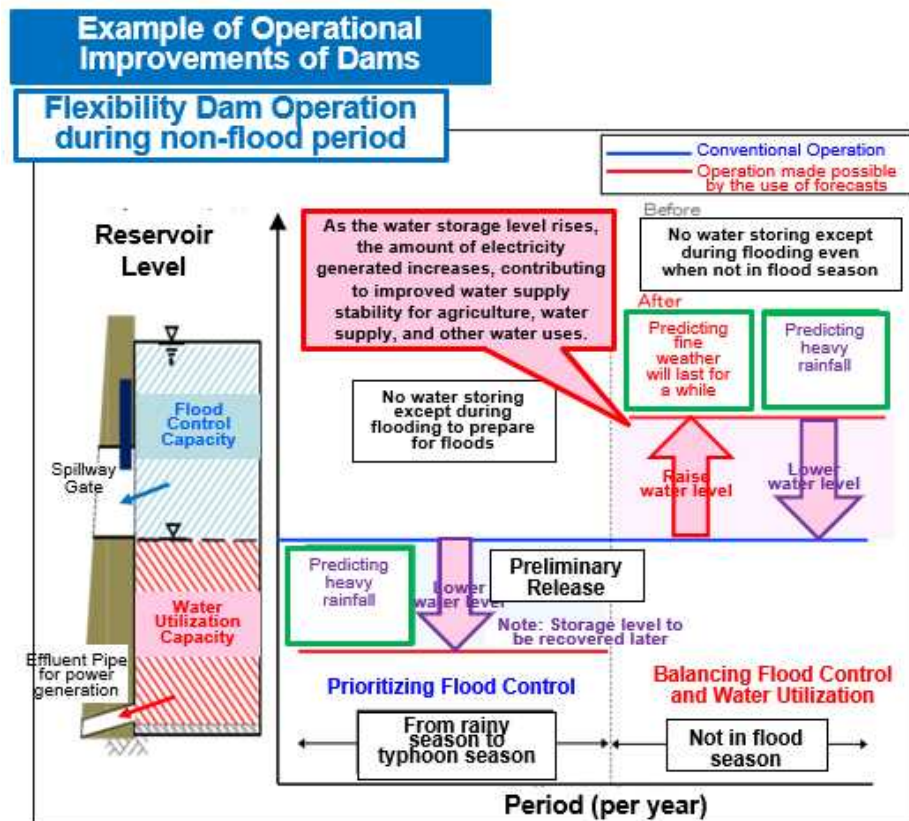 Example of Operational
Improvements of Dams
Flexibility Dam Operation
during non-flood period
Conventional Operation
Operation made possible
by the use of forecasts
Reservoir
Level
As the water storage level rises,
the amount of electricity
generated increases, contributing
to improved water supply
stability for agriculture, water
supply, and other water uses.
Before
No water storing except
during flooding even
when not in flood season
After
Predicting
fine
weather
will last for
a while
Predicting
heavy
rainfall
No water storing
except during
flooding to prepare
for floods
Flood
Control
Capacity
Spillway
Gate
Raise
water level
Lower
water level
Predicting
heavy
rainfall
Lower
water level
Preliminary
Release
Note: Storage level to
be recovered later
Water
Utilization
Capacity
Effluent Pipe
for power
generation
Prioritizing Flood Control
Balancing Flood Control
and Water Utilization
From rainy
season to
typhoon season
Not in flood
season
Period (per year)